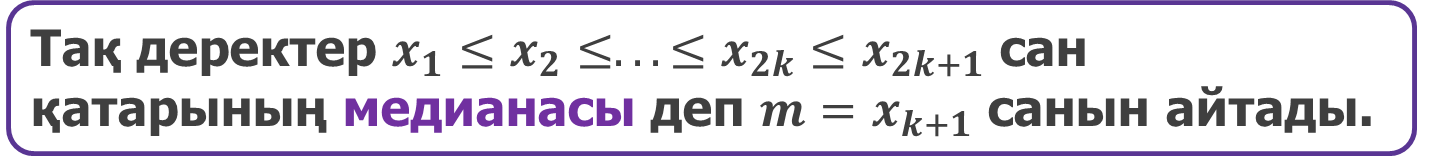 Тақ деректер x₁ ≤ x₂ ≤…≤ x₂ₖ ≤ x₂ₖ₊₁ сан
қатарының медианасы деп m = xₖ₊₁ санын айтады.